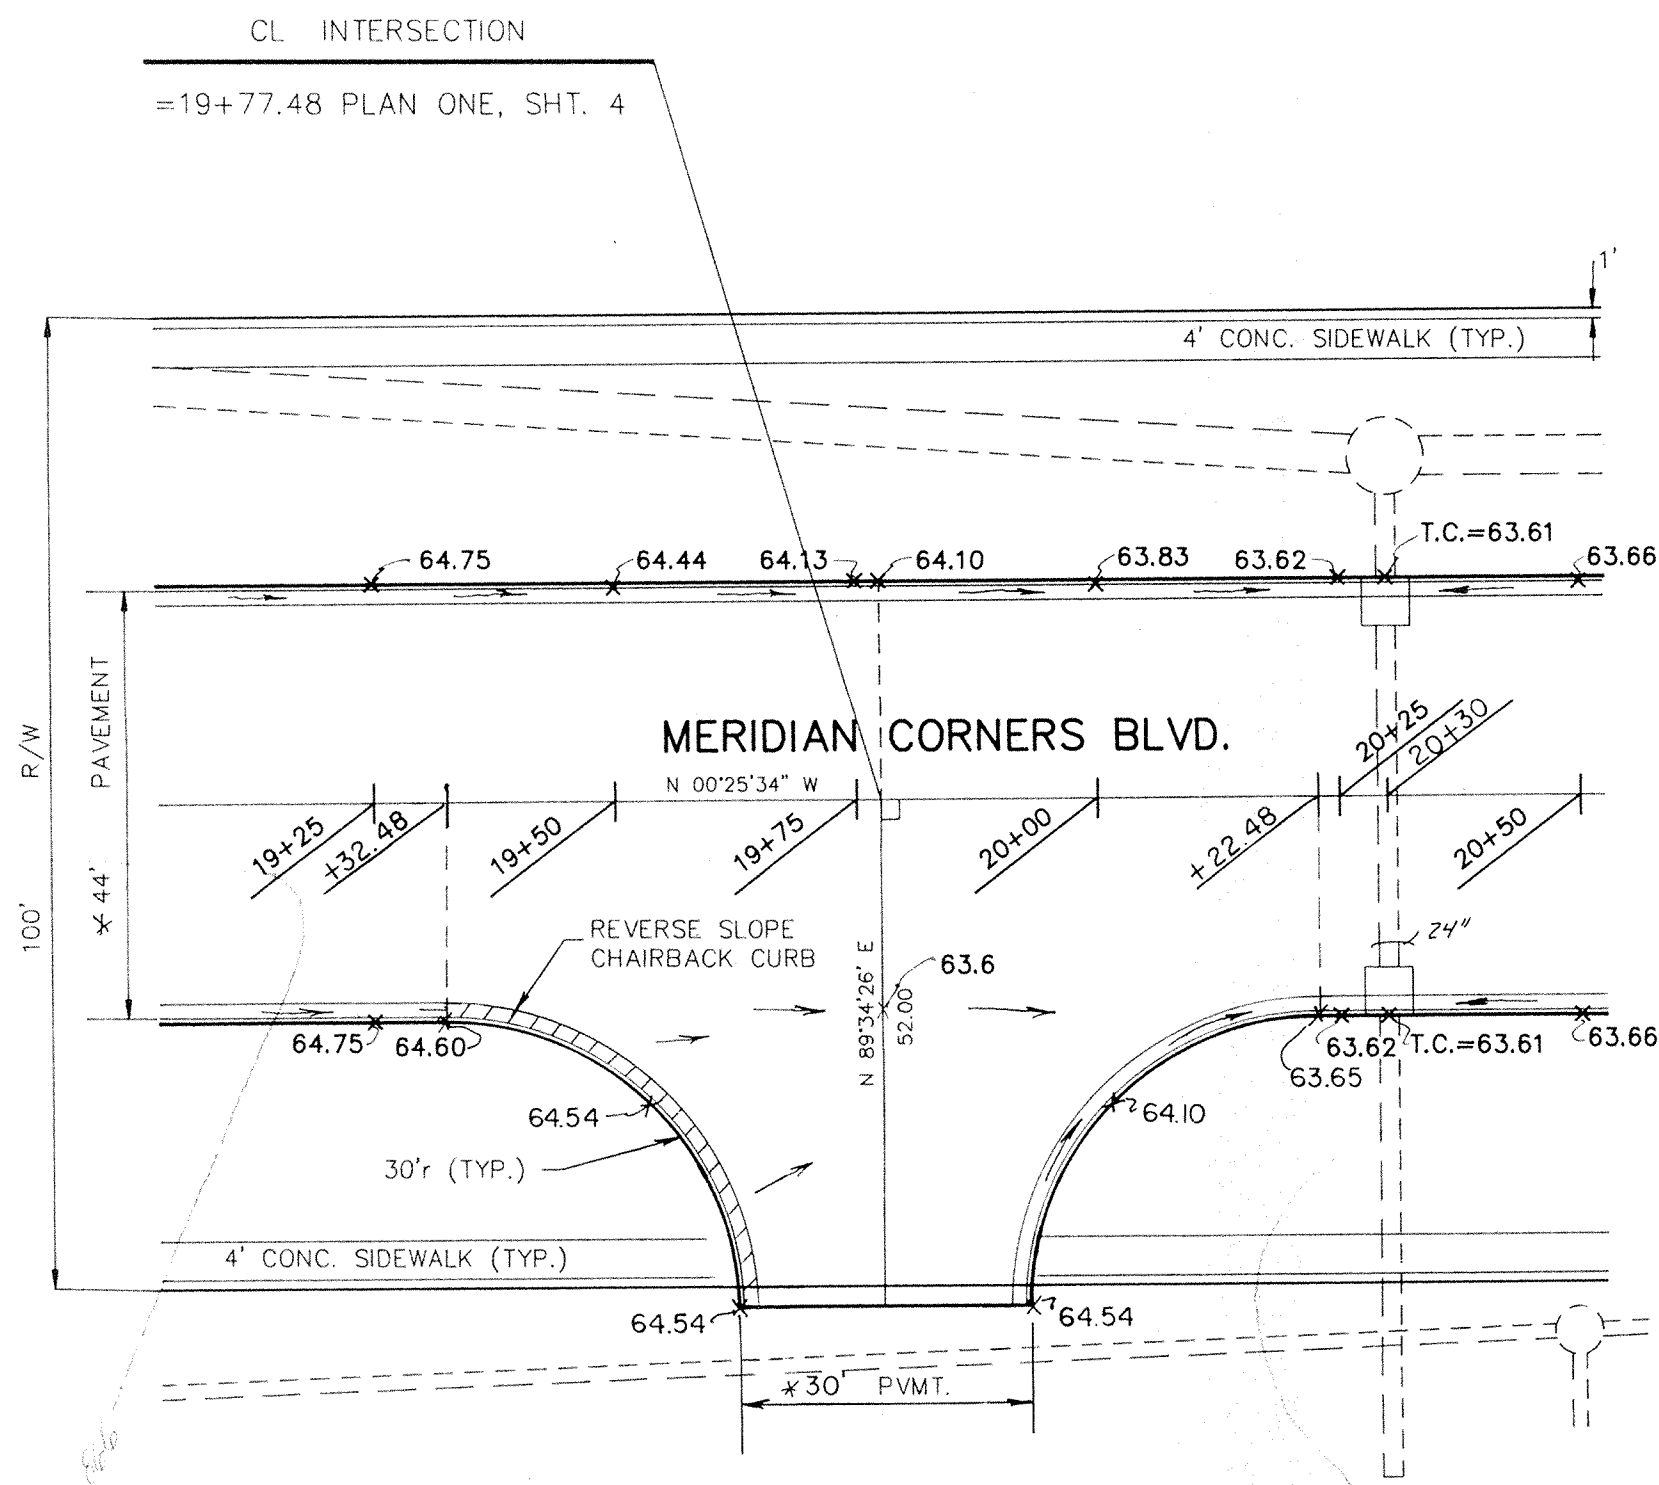 CL INTERSECTION
=19+77.48 PLAN ONE, SHT. 4
1'
4' CONC. SIDEWALK (TYP.)
T.C.=63.61
64.75
64.44
64.13
64.10
63.83
63.62
63.66
R/W
100'
PAVEMENT
*44'
MERIDIAN CORNERS BLVD.
N 00°25'34" W
20+25
20+30
19+25
+32.48
19+50
19+75
20+00
+22.48
20+50
REVERSE SLOPE
CHAIRBACK CURB
24"
63.6
N 89°34'26' E
52.00
64.75
64.60
63.62
T.C.=63.61
63.66
63.65
64.54
64.10
30'r (TYP.)
4' CONC. SIDEWALK (TYP.)
64.54
64.54
*30' PVMT.